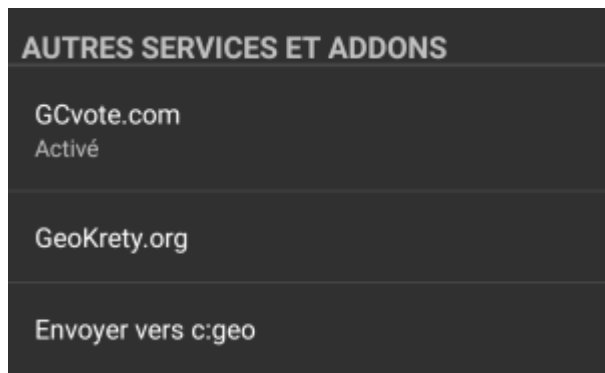 AUTRES SERVICES ET ADDONS
GCvote.com
Activé
GeoKrety.org
Envoyer vers c:geo